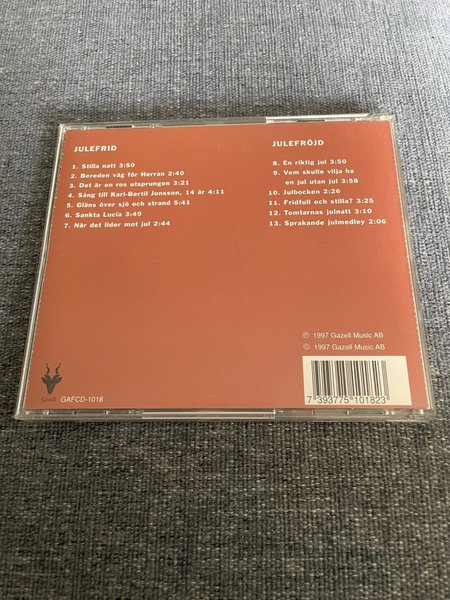 JULEFRID
1. Stilla natt 3:50
2. Bereden väg för Herran 2:40
3. Det är en ros utsprungen 3:21
4. Sång till Karl-Bertil Jonsson, 14 år 4:11
5. Gläns över sjö och strand 5:41
6. Sankta Lucia 3:49
7. När det lider mot jul 2:44
JULEFRÖJD
8. En riktig jul 3:50
9. Vem skulle vilja ha
en jul utan jul 3:58
10. Julbocken 2:26
11. Fridfull och stilla? 3:25
12. Tomtarnas julnatt 3:10
13. Sprakande julmedley 2:06
℗ 1997 Gazell Music AB
© 1997 Gazell Music AB
7 393775 101823
Gazell
GAFCD-1018